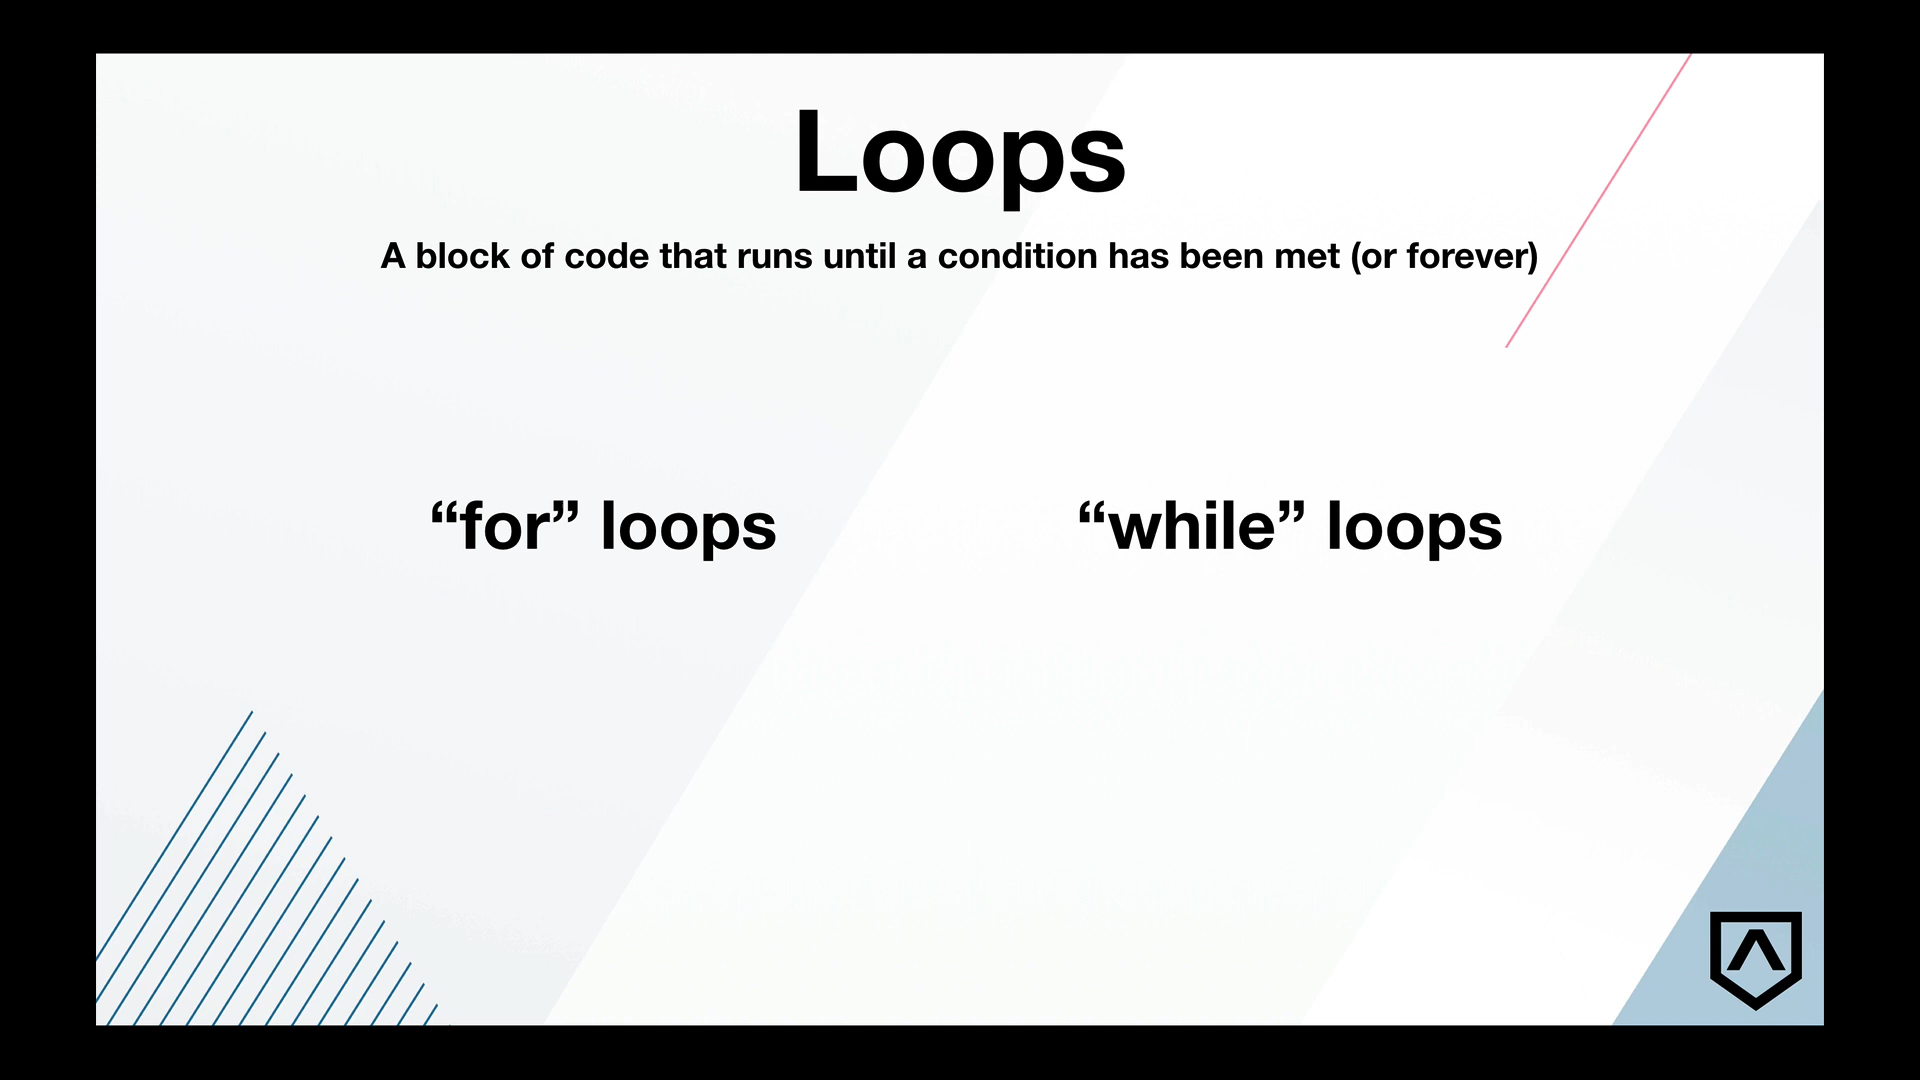 Loops
A block of code that runs until a condition has been met (or forever)
“for” loops
“while” loops